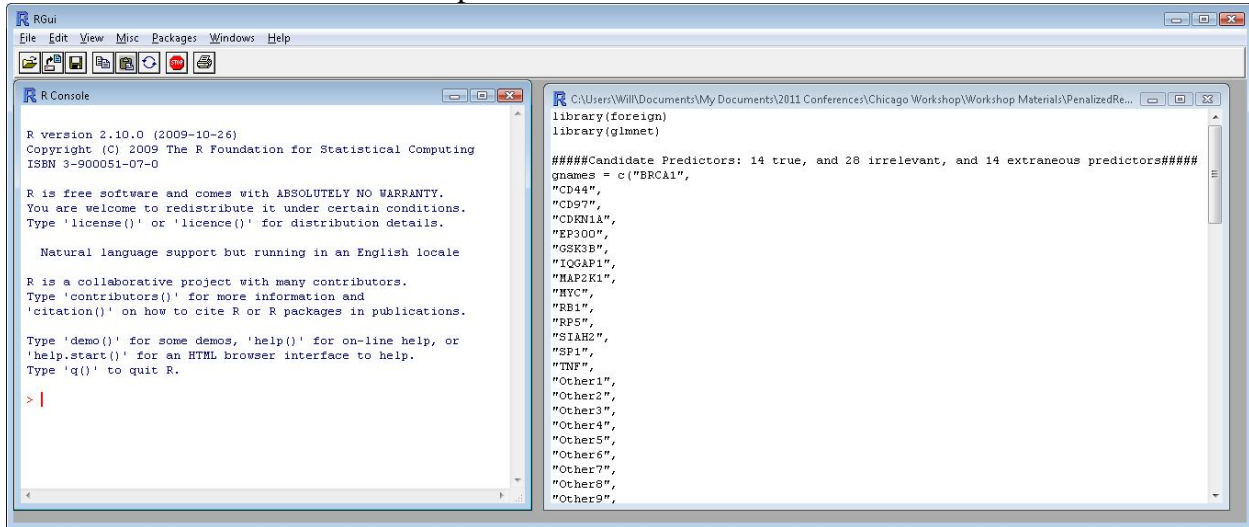 RGui
File Edit View Misc Packages Windows Help
STOP
R Console
R version 2.10.0 (2009-10-26)
Copyright (C) 2009 The R Foundation for Statistical Computing
ISBN 3-900051-07-0
R is free software and comes with ABSOLUTELY NO WARRANTY.
You are welcome to redistribute it under certain conditions.
Type 'license()' or 'licence()' for distribution details.
Natural language support but running in an English locale
R is a collaborative project with many contributors.
Type 'contributors()' for more information and
'citation()' on how to cite R or R packages in publications.
Type 'demo()' for some demos, 'help()' for on-line help, or
'help.start()' for an HTML browser interface to help.
Type 'q()' to quit R.
>
C:\Users\Will\Documents\My Documents\2011 Conferences\Chicago Workshop\Workshop Materials\PenalizedRe...
library(foreign)
library(glmnet)
#####Candidate Predictors: 14 true, and 28 irrelevant, and 14 extraneous predictors#####
gnames = c("BRCA1",
"CD44",
"CD97",
"CDKN1A",
"EP300",
"GSK3B",
"IQGAP1",
"MAP2K1",
"MYC",
"RB1",
"RP5",
"SIAH2",
"SP1",
"TNF",
"Other1",
"Other2",
"Other3",
"Other4",
"Other5",
"Other6",
"Other7",
"Other8",
"Other9",